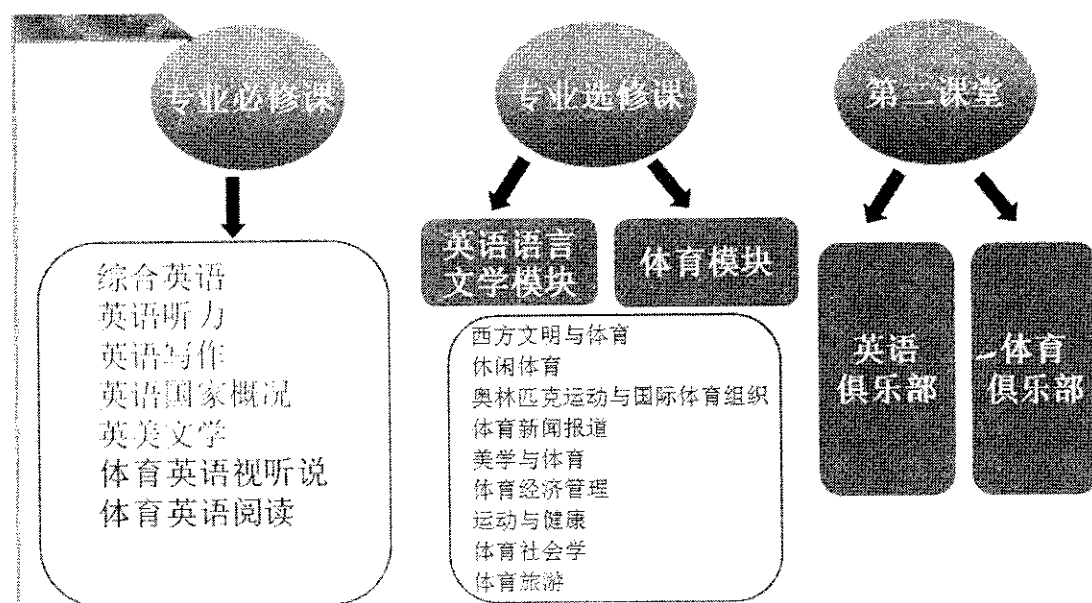 专业必修课
综合英语
英语听力
英语写作
英语国家概况
英美文学
体育英语视听说
体育英语阅读
专业选修课
英语语言
文学模块
体育模块
西方文明与体育
休闲体育
奥林匹克运动与国际体育组织
体育新闻报道
美学与体育
体育经济管理
运动与健康
体育社会学
体育旅游
第二课堂
英语
俱乐部
体育
俱乐部